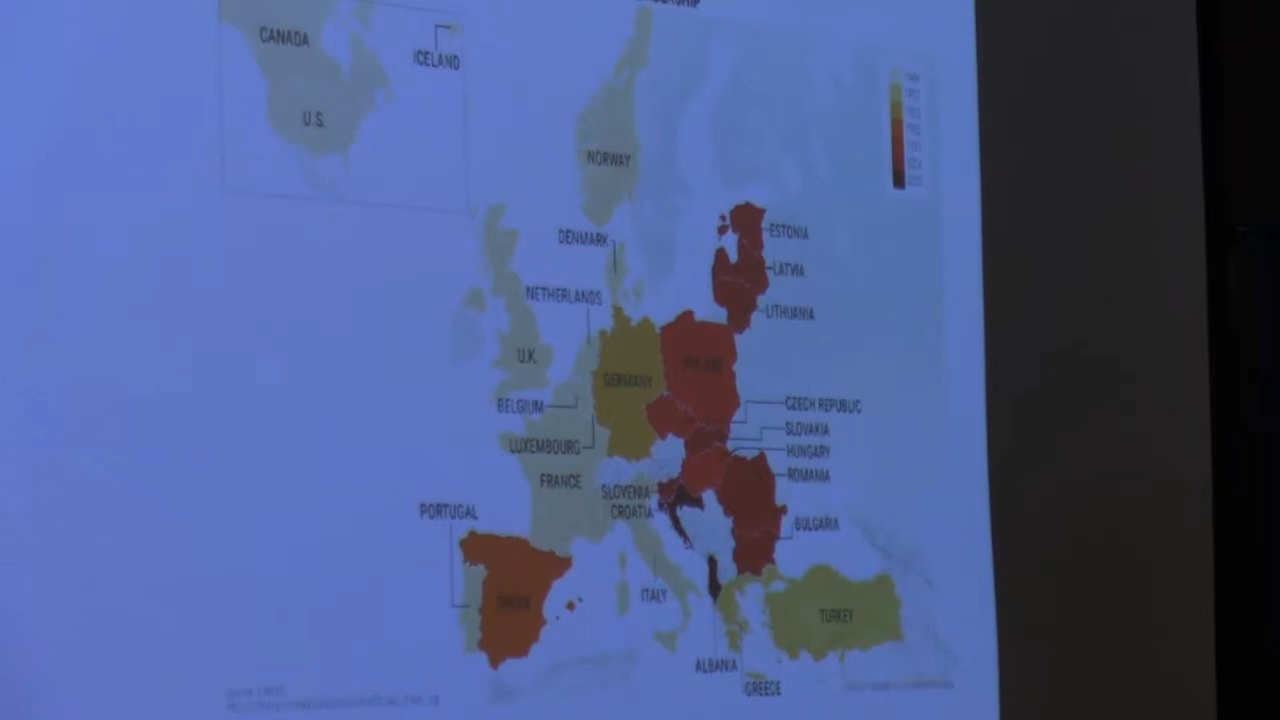 CANADA
ICELAND
U.S.
NORWAY
DENMARK
ESTONIA
LATVIA
NETHERLANDS
LITHUANIA
U.K.
GERMANY
BELGIUM
CZECH REPUBLIC
SLOVAKIA
LUXEMBOURG
HUNGARY
FRANCE
ROMANIA
SLOVENIA
CROATIA
PORTUGAL
BULGARIA
ITALY
TURKEY
ALBANIA
GREECE